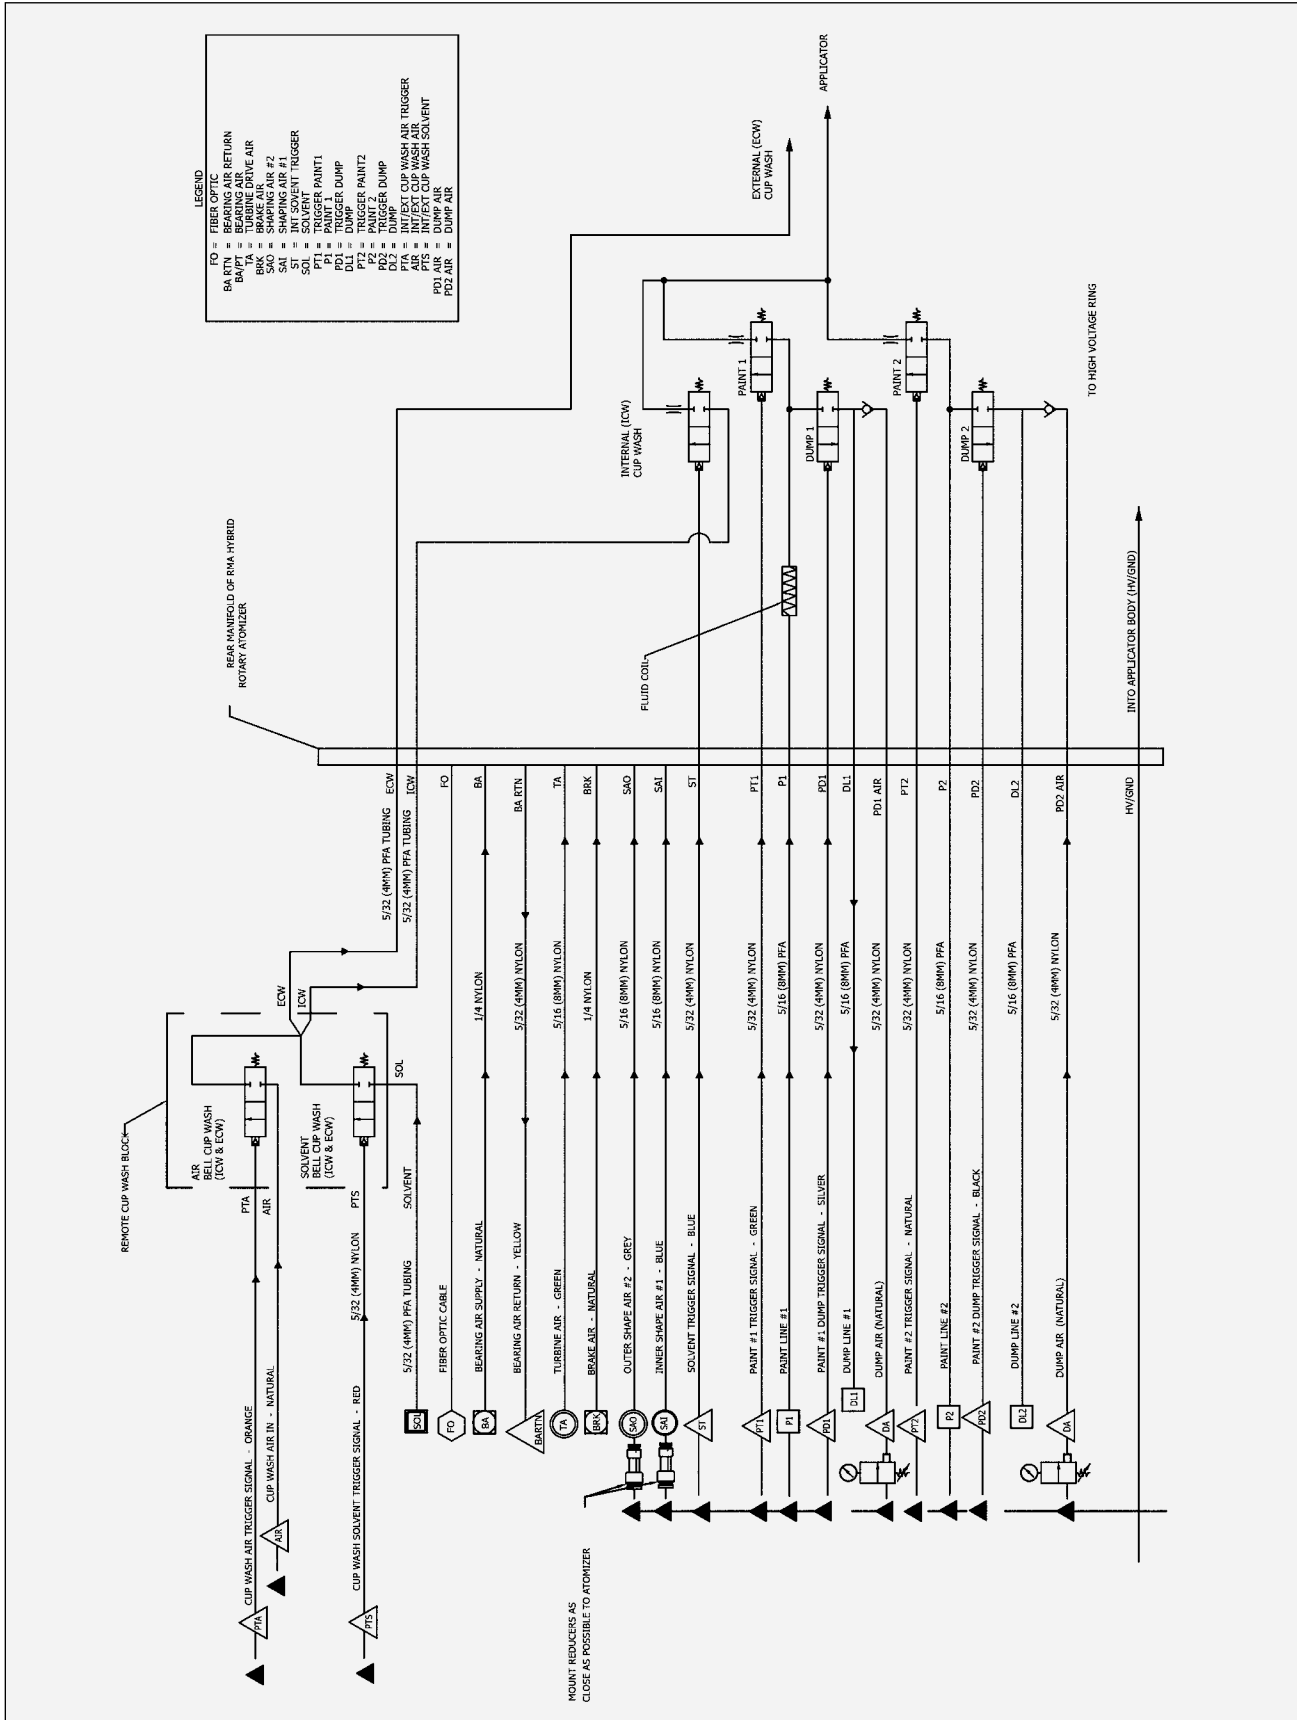 LEGEND
FO = FIBER OPTIC
BA RTN = BEARING AIR RETURN
BA/PT = BEARING AIR
TA = TURBINE DRIVE AIR
BRK = BRAKE AIR
SAO = SHAPING AIR #2
SAI = SHAPING AIR #1
ST = INT SOVENT TRIGGER
SOL = SOLVENT
PT1 = TRIGGER PAINT1
P1 = PAINT 1
PD1 = TRIGGER DUMP
DL1 = DUMP
PT2 = TRIGGER PAINT2
P2 = PAINT 2
PD2 = TRIGGER DUMP
DL2 = DUMP
PTA = INT/EXT CUP WASH AIR TRIGGER
AIR = INT/EXT CUP WASH AIR
PTS = INT/EXT CUP WASH SOLVENT
PD1 AIR = DUMP AIR
PD2 AIR = DUMP AIR
EXTERNAL (ECW)
CUP WASH
APPLICATOR
INTERNAL (ICW)
CUP WASH
PAINT 1
DUMP 1
PAINT 2
DUMP 2
TO HIGH VOLTAGE RING
REAR MANIFOLD OF RMA HYBRID
ROTARY ATOMIZER
FLUID COIL
INTO APPLICATOR BODY (HV/GND)
ECW
ICW
FO
BA
BA RTN
TA
BRK
SAO
SAI
ST
PT1
P1
PD1
DL1
PD1 AIR
PT2
P2
PD2
DL2
PD2 AIR
HV/GND
5/32 (4MM) PFA TUBING
5/32 (4MM) PFA TUBING
1/4 NYLON
5/32 (4MM) NYLON
5/16 (8MM) NYLON
1/4 NYLON
5/16 (8MM) NYLON
5/16 (8MM) NYLON
5/32 (4MM) NYLON
5/32 (4MM) NYLON
5/16 (8MM) PFA
5/32 (4MM) NYLON
5/16 (8MM) PFA
5/32 (4MM) NYLON
5/32 (4MM) NYLON
5/16 (8MM) PFA
5/32 (4MM) NYLON
5/16 (8MM) PFA
5/32 (4MM) NYLON
REMOTE CUP WASH BLOCK
ECW
ICW
SOL
AIR
BELL CUP WASH
(ICW & ECW)
SOLVENT
BELL CUP WASH
(ICW & ECW)
PTA
AIR
PTS
SOLVENT
5/32 (4MM) NYLON
5/32 (4MM) PFA TUBING
CUP WASH AIR TRIGGER SIGNAL - ORANGE
CUP WASH AIR IN - NATURAL
CUP WASH SOLVENT TRIGGER SIGNAL - RED
FIBER OPTIC CABLE
BEARING AIR SUPPLY - NATURAL
BEARING AIR RETURN - YELLOW
TURBINE AIR - GREEN
BRAKE AIR - NATURAL
OUTER SHAPE AIR #2 - GREY
INNER SHAPE AIR #1 - BLUE
SOLVENT TRIGGER SIGNAL - BLUE
PAINT #1 TRIGGER SIGNAL - GREEN
PAINT LINE #1
PAINT #1 DUMP TRIGGER SIGNAL - SILVER
DUMP LINE #1
DUMP AIR (NATURAL)
PAINT #2 TRIGGER SIGNAL - NATURAL
PAINT LINE #2
PAINT #2 DUMP TRIGGER SIGNAL - BLACK
DUMP LINE #2
DUMP AIR (NATURAL)
PTA
AIR
PTS
SOL
FO
BA
BARTN
TA
BRK
SAO
SAI
ST
PT1
P1
PD1
DL1
DA
PT2
P2
PD2
DL2
DA
MOUNT REDUCERS AS
CLOSE AS POSSIBLE TO ATOMIZER